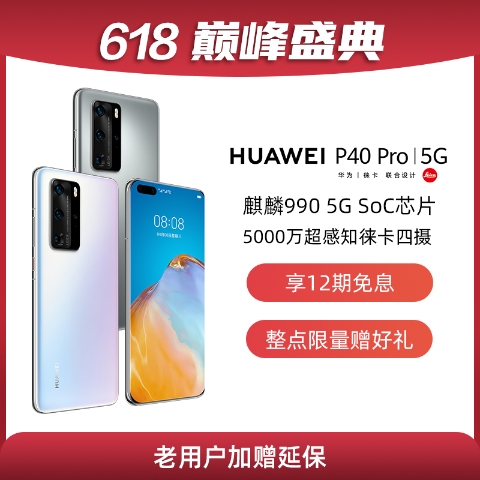 618 巅峰盛典
HUAWEI P40 Pro|5G
华为|徕卡 联合设计
麒麟990 5G SoC芯片
5000万超感知徕卡四摄
享12期免息
整点限量赠好礼
08:08
HUAWEI
老用户加赠延保